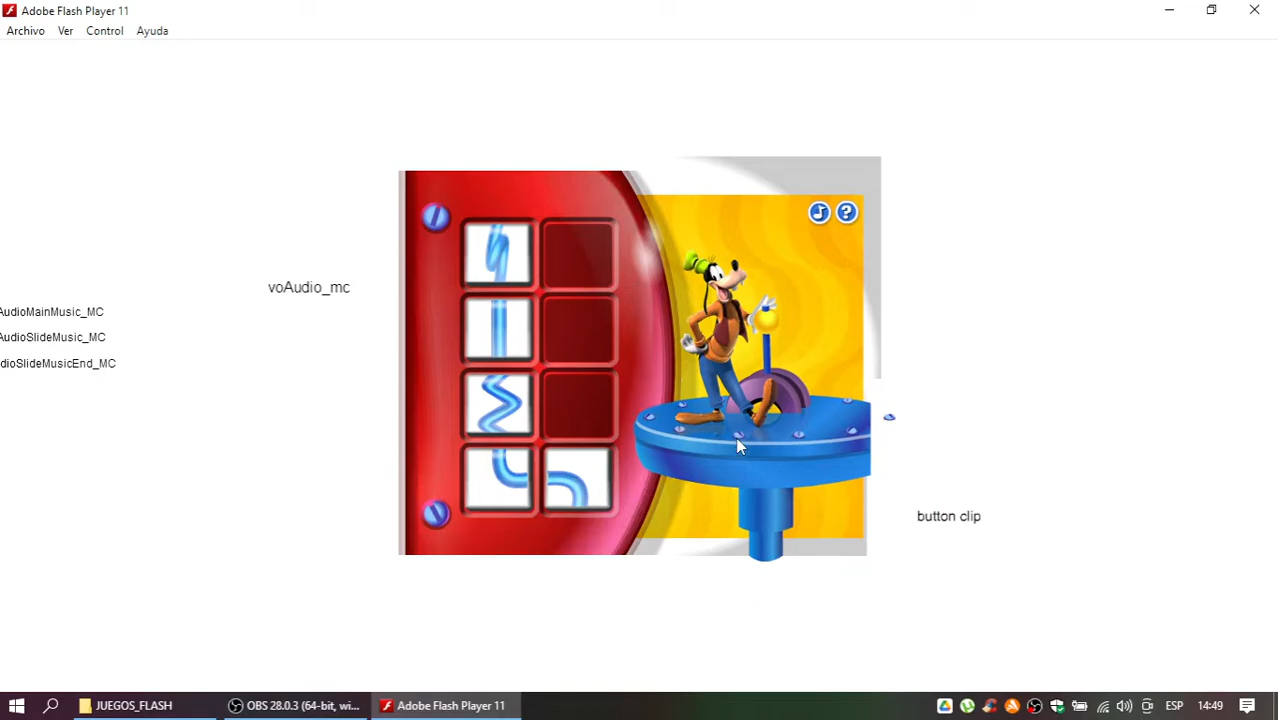 Adobe Flash Player 11
Archivo Ver Control Ayuda
?
voAudio_mc
AudioMainMusic_MC
AudioSlideMusic_MC
dioSlideMusicEnd_MC
button clip
JUEGOS_FLASH
OBS 28.0.3 (64-bit, wi...
Adobe Flash Player 11
ESP
14:49